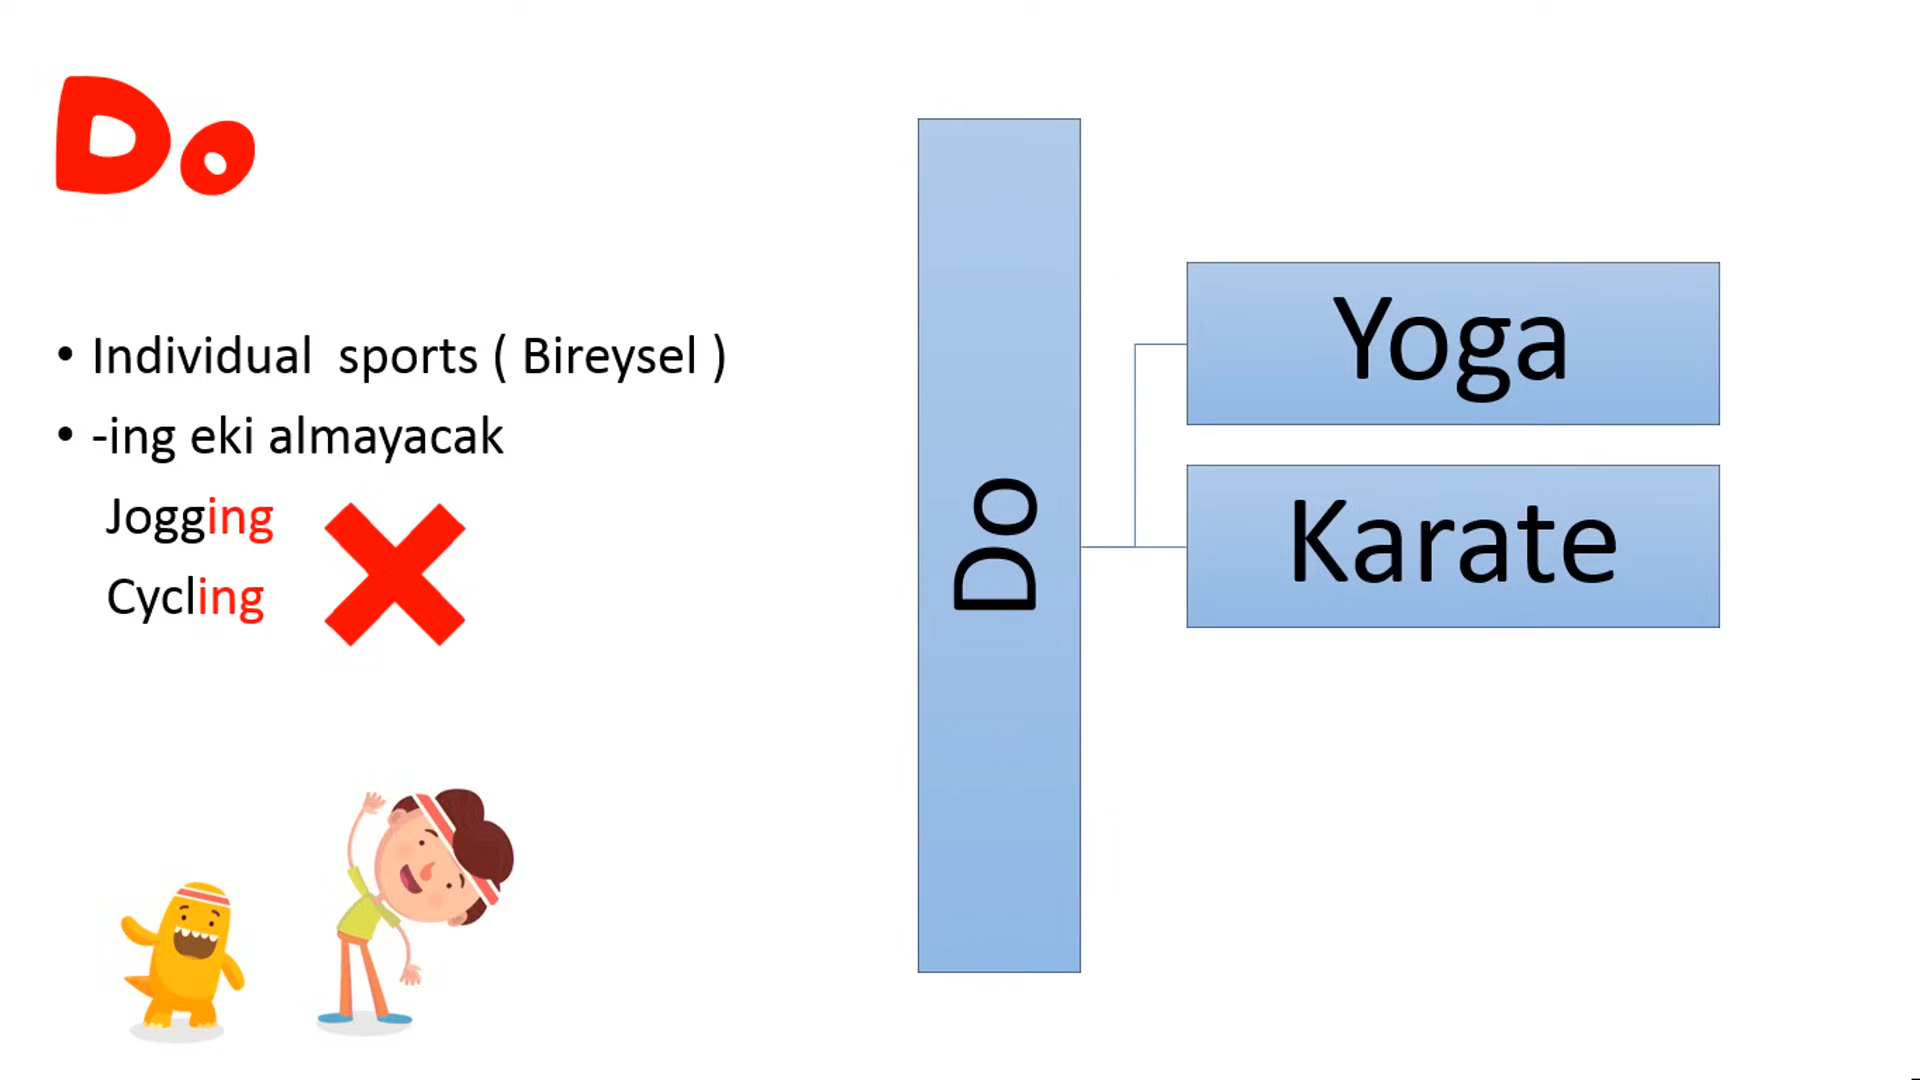 Do
• Individual  sports ( Bireysel )
• -ing eki almayacak
Jogging
Cycling
Do
Yoga
Karate